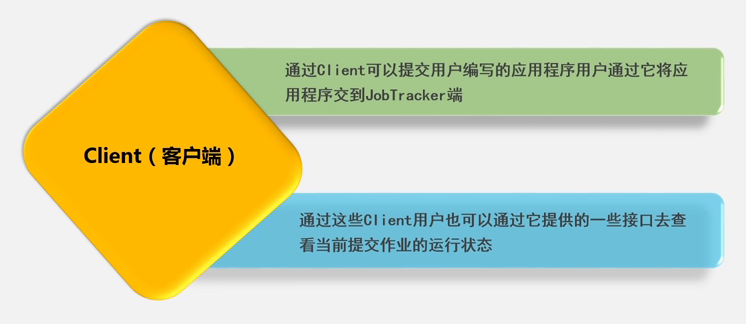 通过Client可以提交用户编写的应用程序用户通过它将应
用程序交到JobTracker端
Client（客户端）
通过这些Client用户也可以通过它提供的一些接口去查
看当前提交作业的运行状态